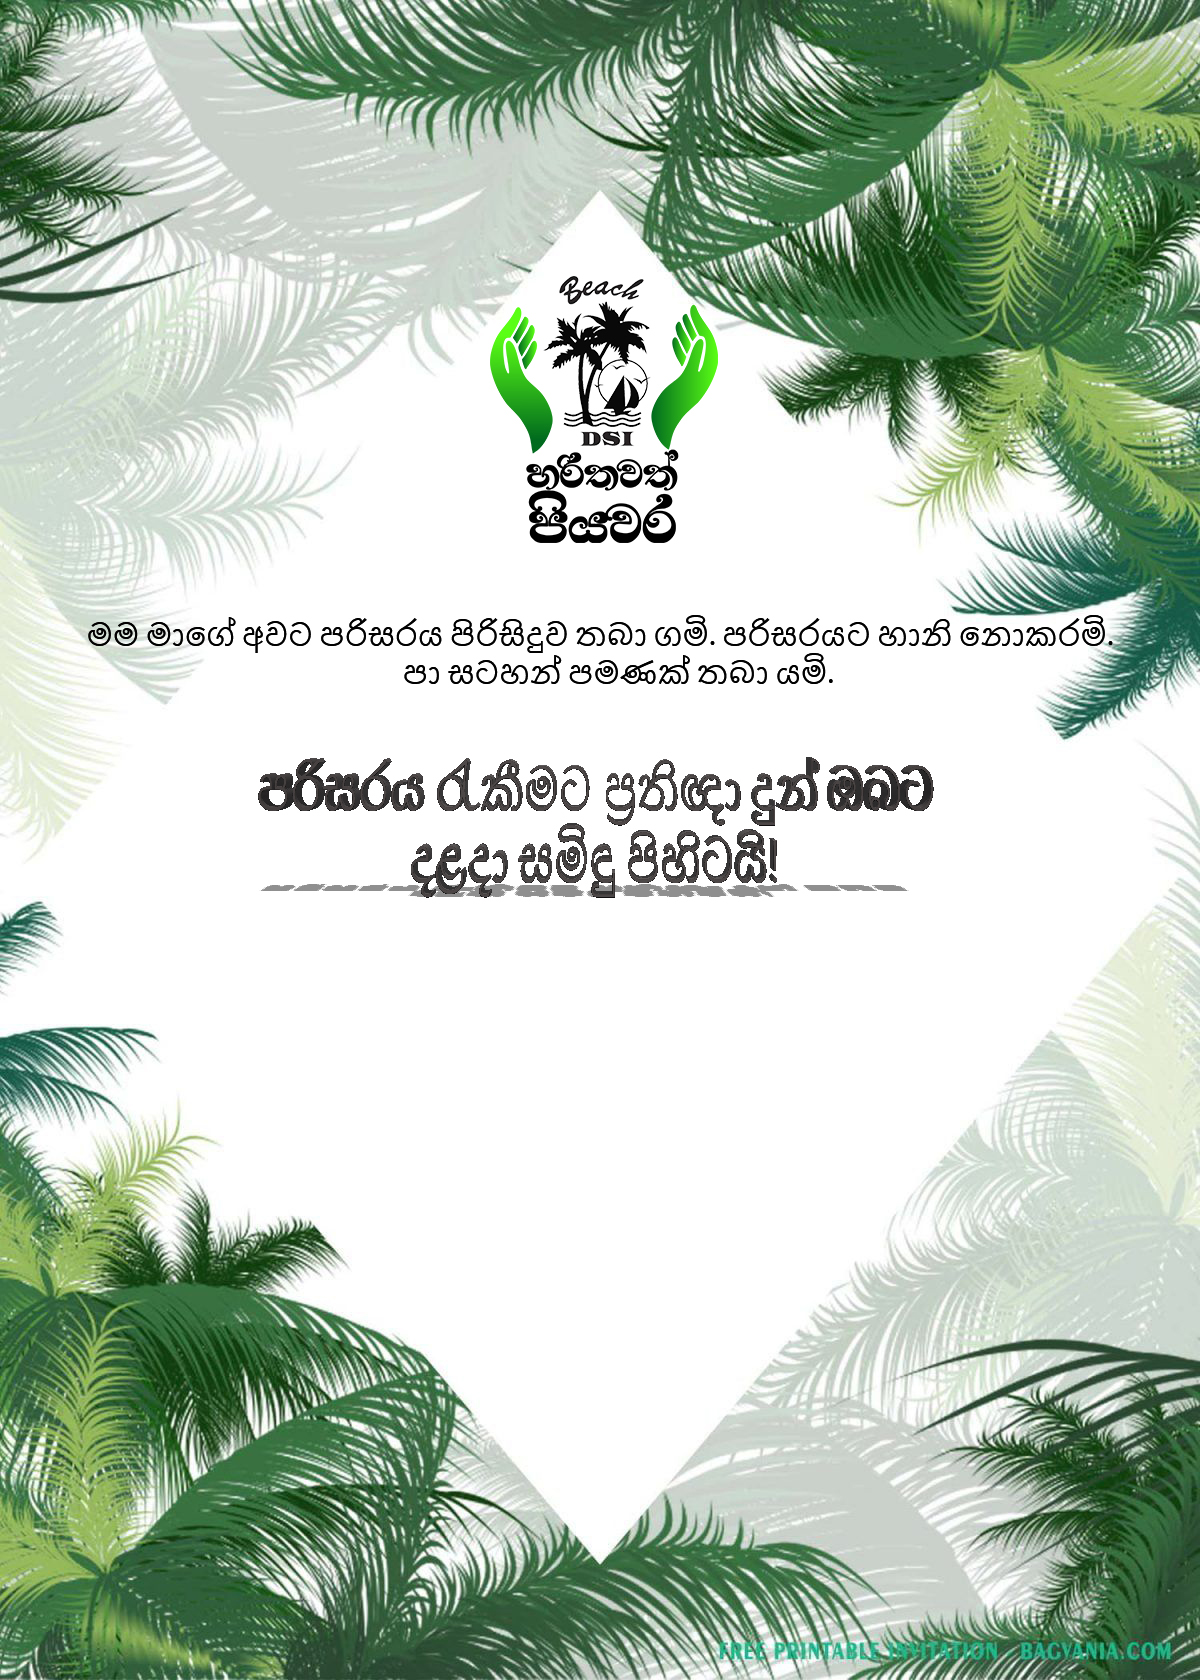 Beach
DSI
හරිතවත්
පියවර
මම මාගේ අවට පරිසරය පිරිසිදුව තබා ගමි. පරිසරයට හානි නොකරමි.
පා සටහන් පමණක් තබා යමි.
පරිසරය රැකීමට ප්‍රතිඥා දුන් ඔබට
දළදා සමිඳු පිහිටයි!
FREE PRINTABLE INVITATION - BAGVANIA.COM